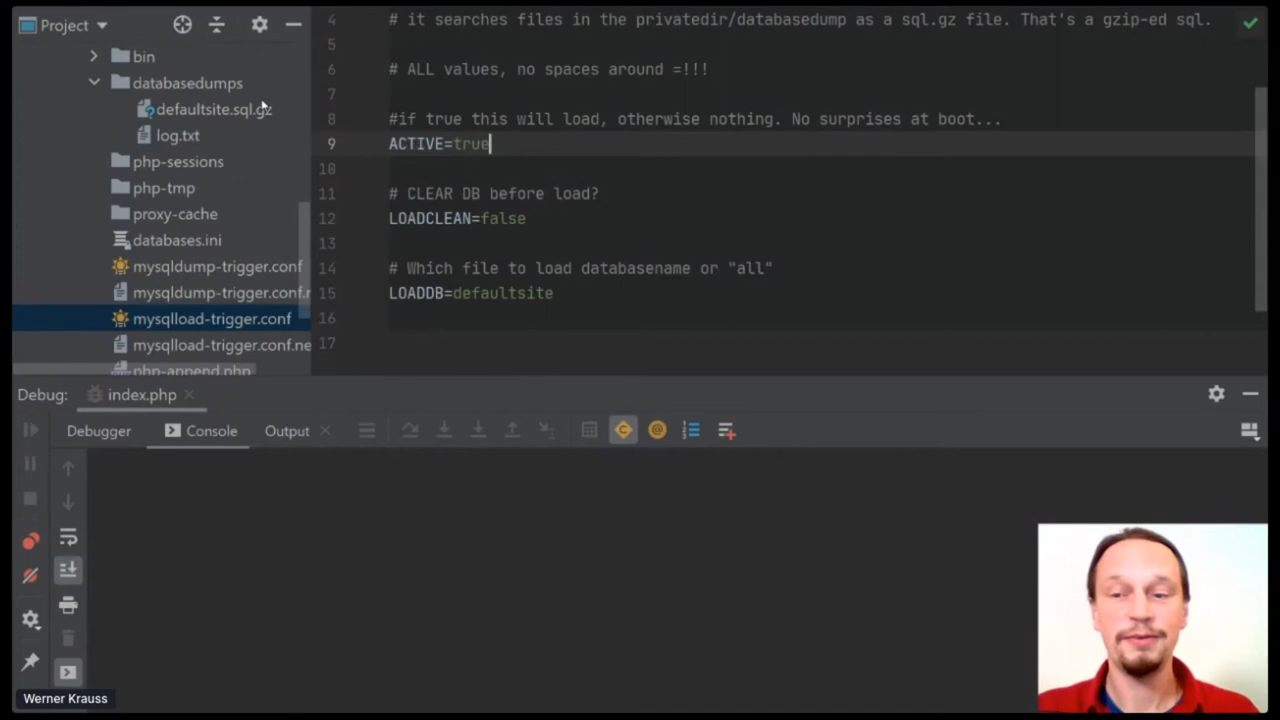 Project
bin
databasedumps
defaultsite.sql.gz
log.txt
php-sessions
php-tmp
proxy-cache
databases.ini
mysqldump-trigger.conf
mysqldump-trigger.conf.n
mysqlload-trigger.conf
mysqlload-trigger.conf.ne
php-append.php
4 # it searches files in the privatedir/databasedump as a sql.gz file. That's a gzip-ed sql.
5
6 # ALL values, no spaces around =!!!
7
8 #if true this will load, otherwise nothing. No surprises at boot...
9 ACTIVE=true
10
11 # CLEAR DB before load?
12 LOADCLEAN=false
13
14 # Which file to load databasename or "all"
15 LOADDB=defaultsite
16
17
Debug: index.php
Debugger Console Output
Werner Krauss